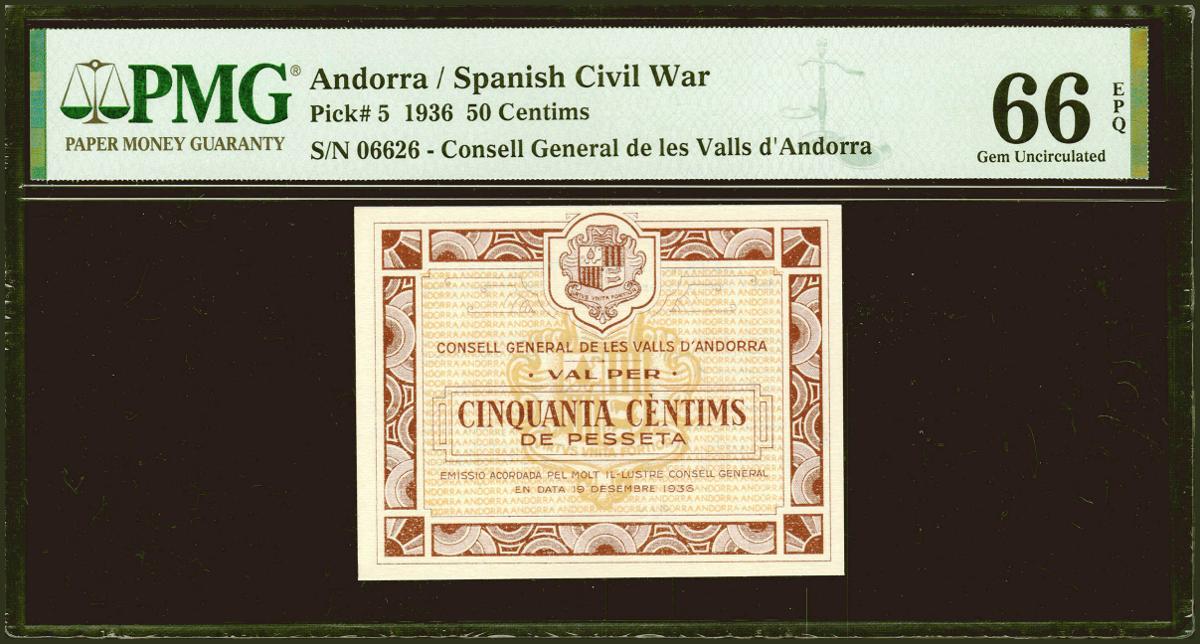 PMG®
PAPER MONEY GUARANTY
Andorra / Spanish Civil War
Pick# 5 1936 50 Centims
S/N 06626 - Consell General de les Valls d'Andorra
66
EPQ
Gem Uncirculated
CONSELL GENERAL DE LES VALLS D'ANDORRA
· VAL PER ·
CINQUANTA CÈNTIMS
DE PESSETA
EMISSIO ACORDADA PEL MOLT IL-LUSTRE CONSELL GENERAL
EN DATA 19 DESEMBRE 1936